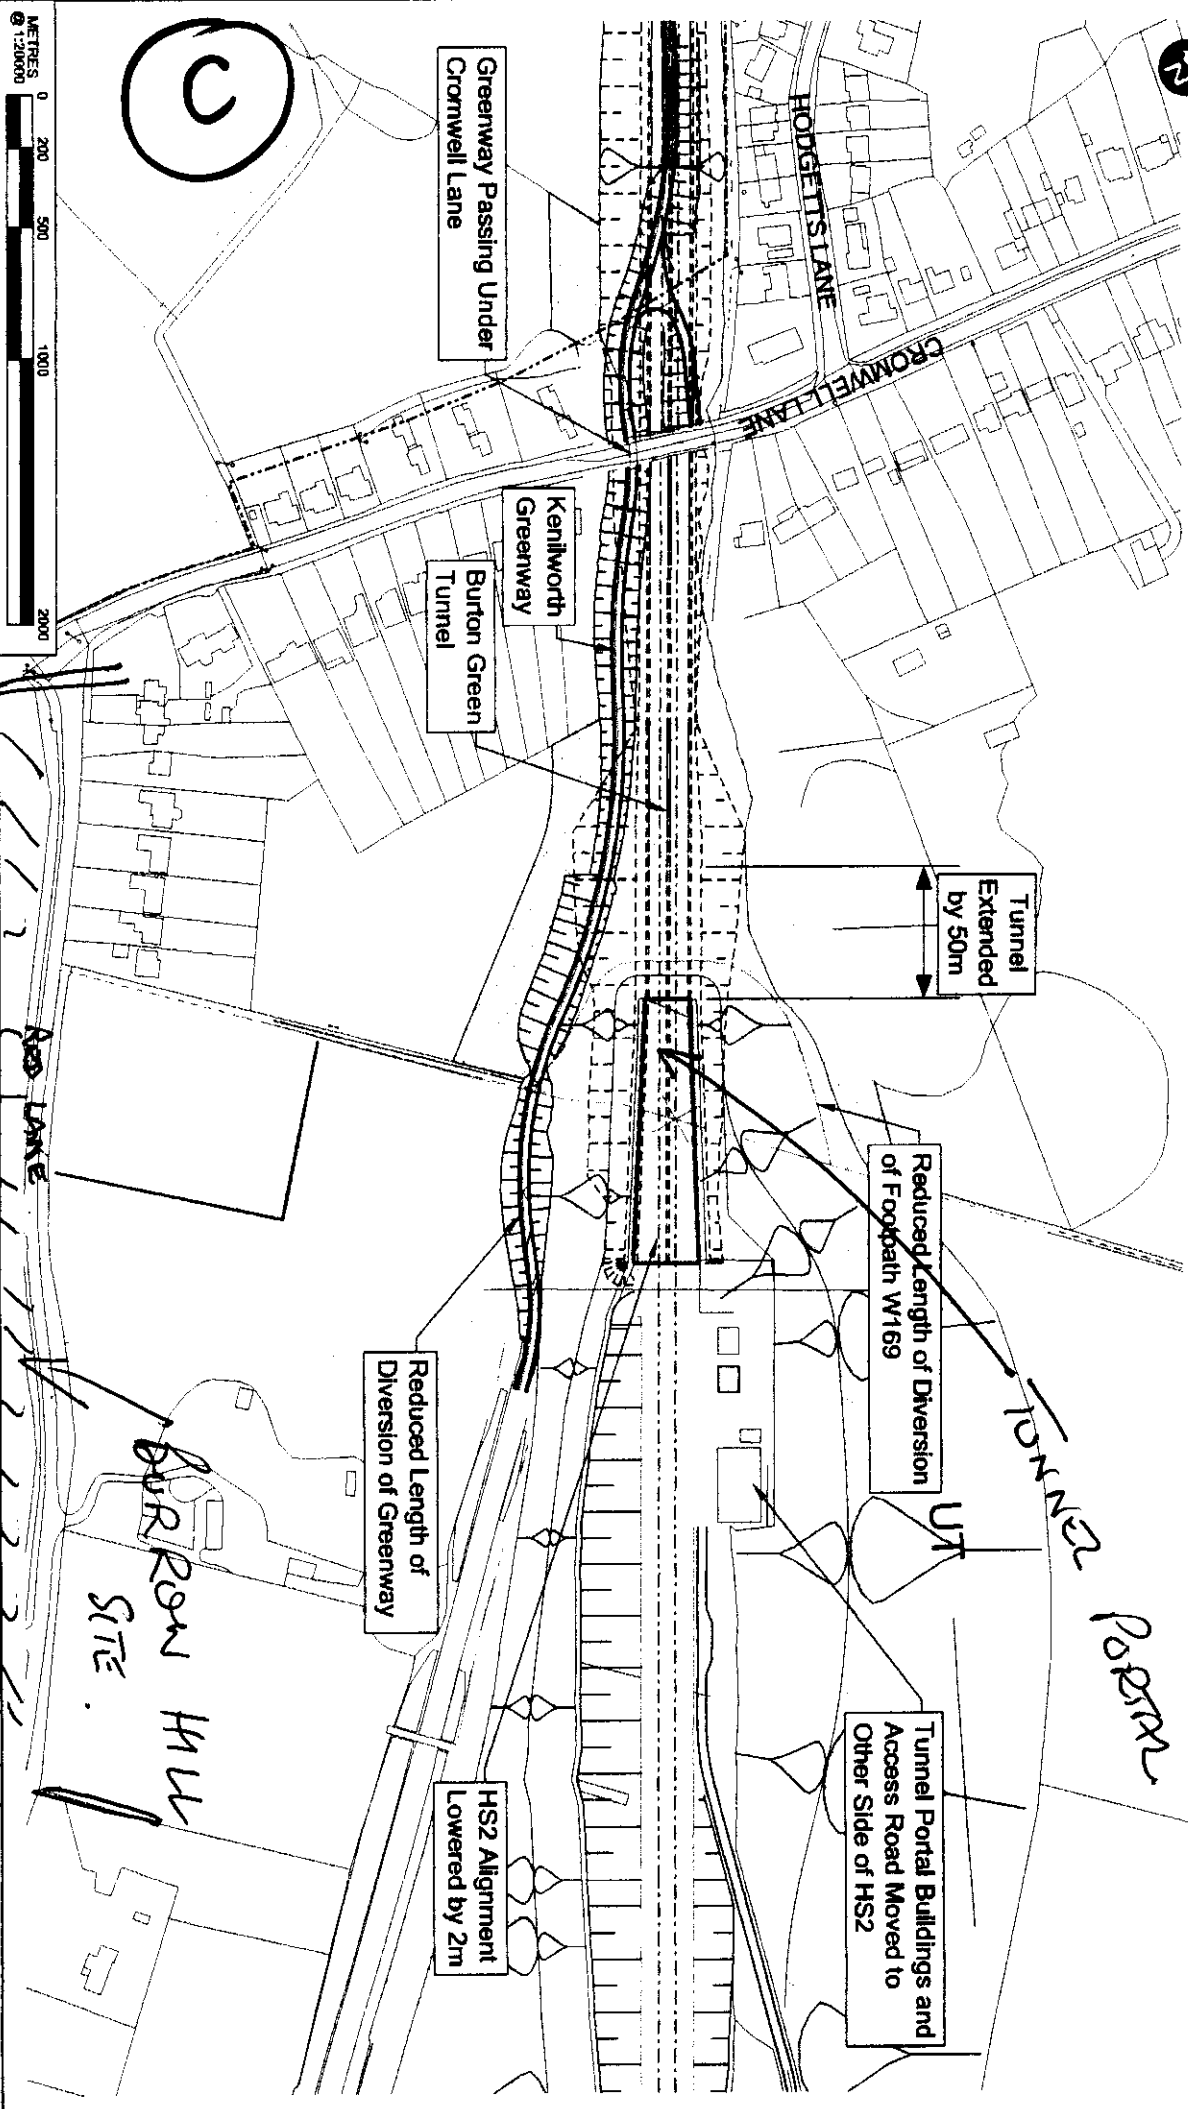 C
METRES
@ 1:20000
0 200 500 1000 2000
Greenway Passing Under
Cromwell Lane
HODGETTS LANE
CROMWELL LANE
Kenilworth
Greenway
Burton Green
Tunnel
Tunnel
Extended
by 50m
Reduced Length of Diversion
of Footpath W169
TUNNEL PORTAL
UT
Tunnel Portal Buildings and
Access Road Moved to
Other Side of HS2
Reduced Length of
Diversion of Greenway
HS2 Alignment
Lowered by 2m
RED LANE
BURROW HILL
SITE.